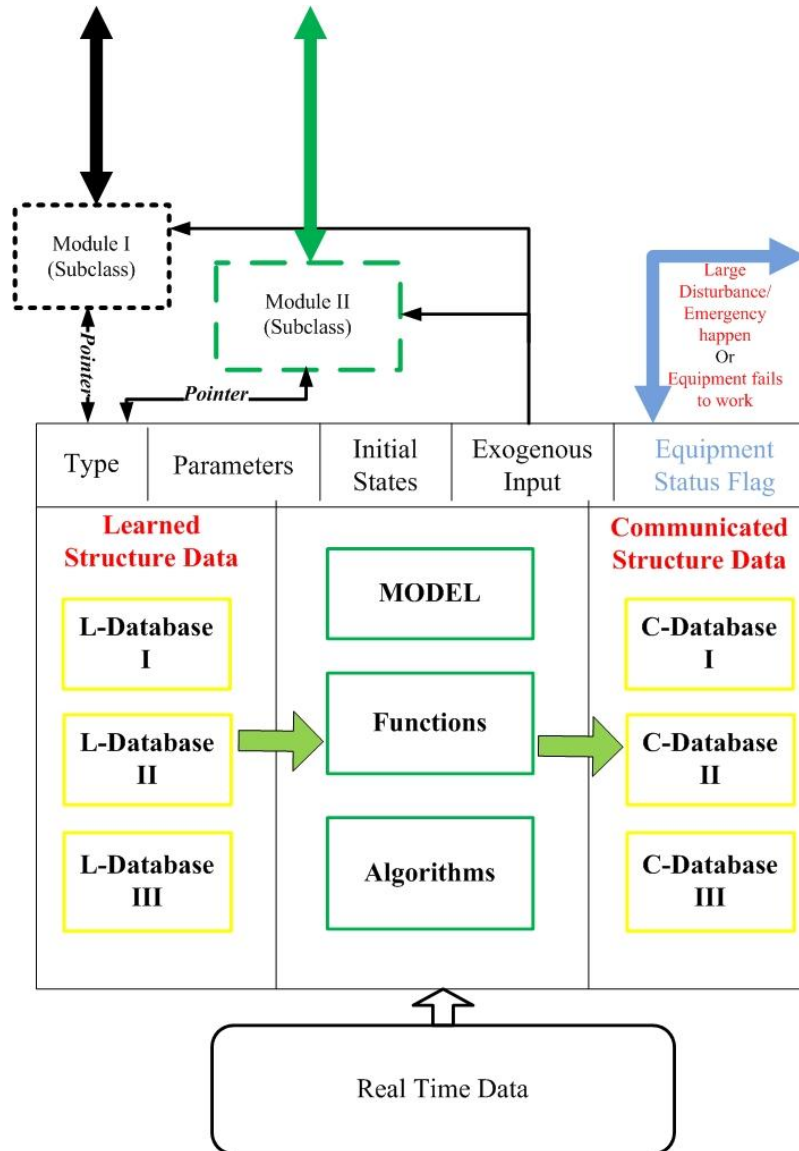 Module I
(Subclass)
Module II
(Subclass)
Large
Disturbance/
Emergency
happen
Or
Equipment fails
to work
Pointer
Pointer
Type
Parameters
Initial
States
Exogenous
Input
Equipment
Status Flag
Learned
Structure Data
Communicated
Structure Data
MODEL
L-Database
I
C-Database
I
Functions
L-Database
II
C-Database
II
Algorithms
L-Database
III
C-Database
III
Real Time Data